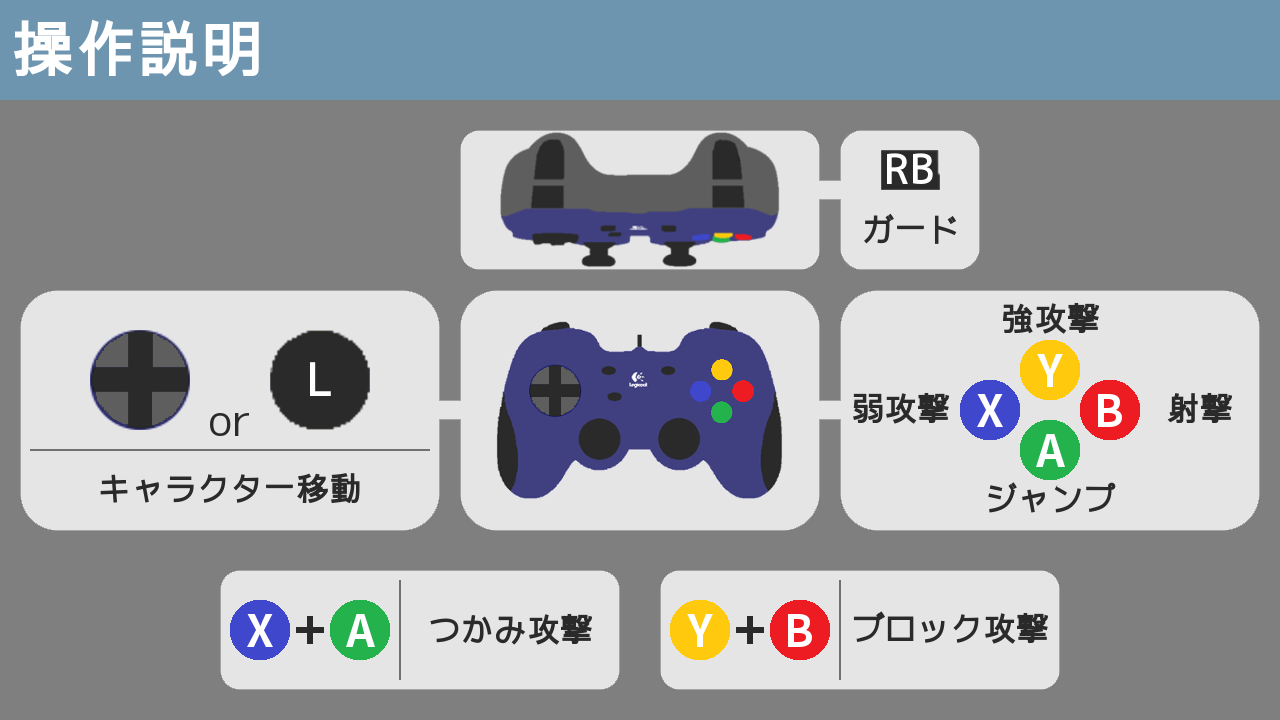 操作説明
RB
ガード
L
or
キャラクター移動
Logicool
強攻撃
Y
弱攻撃 X B 射撃
A
ジャンプ
X+A つかみ攻撃
Y+B ブロック攻撃